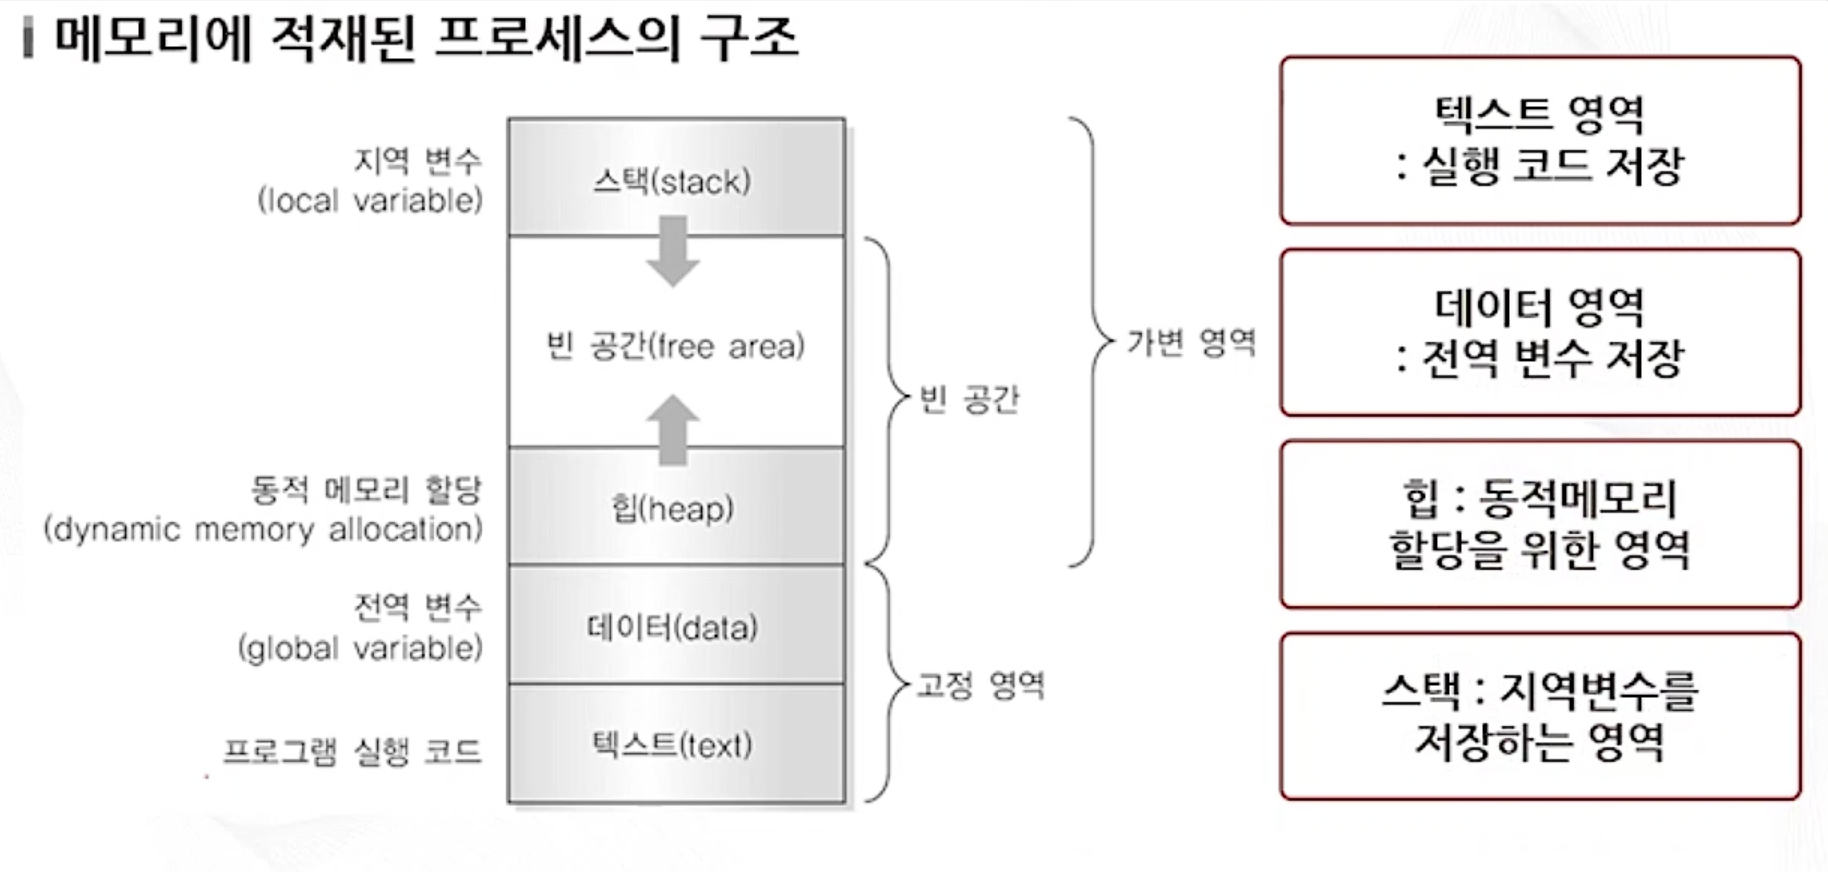 메모리에 적재된 프로세스의 구조
지역 변수
(local variable)
스택(stack)
빈 공간(free area)
동적 메모리 할당
(dynamic memory allocation)
힙(heap)
전역 변수
(global variable)
데이터(data)
프로그램 실행 코드
텍스트(text)
빈 공간
고정 영역
가변 영역
텍스트 영역
: 실행 코드 저장
데이터 영역
: 전역 변수 저장
힙 : 동적메모리
할당을 위한 영역
스택 : 지역변수를
저장하는 영역